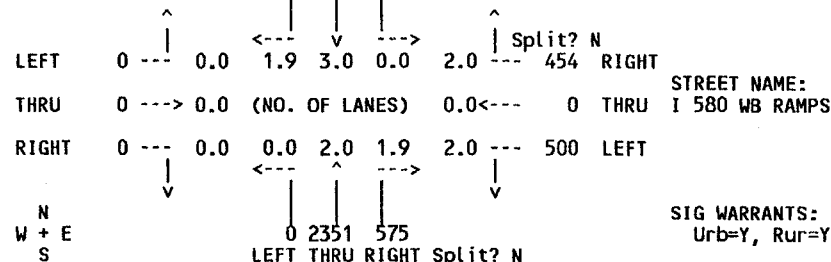 ^ | | | ^
| <--- v ---> | Split? N
LEFT 0 --- 0.0 1.9 3.0 0.0 2.0 --- 454 RIGHT
STREET NAME:
THRU 0 ---> 0.0 (NO. OF LANES) 0.0<--- 0 THRU I 580 WB RAMPS
RIGHT 0 --- 0.0 0.0 2.0 1.9 2.0 --- 500 LEFT
| <--- ^ ---> |
v | | | v
N SIG WARRANTS:
W + E 0 2351 575 Urb=Y, Rur=Y
S LEFT THRU RIGHT Split? N